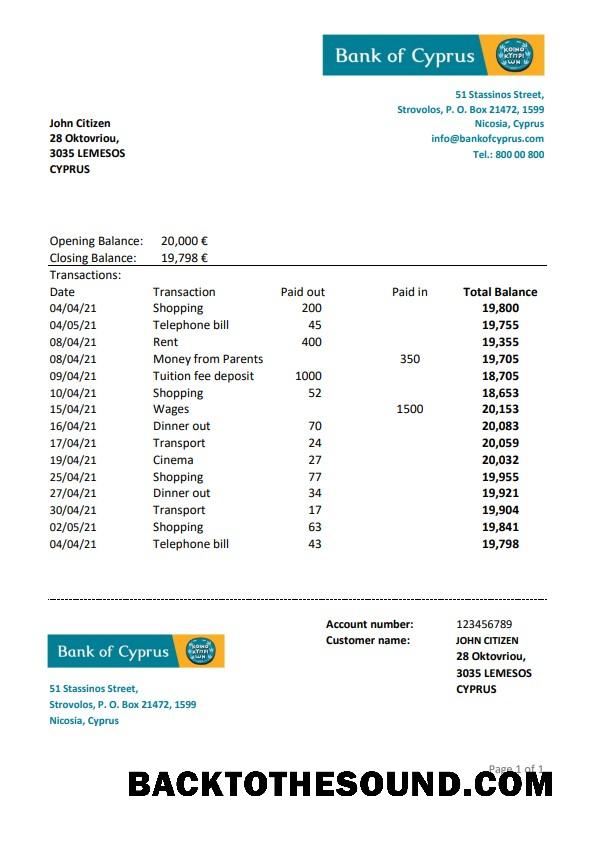 Bank of Cyprus
ΚΟΙΝΟ
ΚΥΠΡΙ
ΩΝ
51 Stassinos Street,
Strovolos, P. O. Box 21472, 1599
Nicosia, Cyprus
info@bankofcyprus.com
Tel.: 800 00 800
John Citizen
28 Oktovriou,
3035 LEMESOS
CYPRUS
Opening Balance: 20,000 €
Closing Balance: 19,798 €
Transactions:
Date Transaction Paid out Paid in Total Balance
04/04/21 Shopping 200 19,800
04/05/21 Telephone bill 45 19,755
08/04/21 Rent 400 19,355
08/04/21 Money from Parents 350 19,705
09/04/21 Tuition fee deposit 1000 18,705
10/04/21 Shopping 52 18,653
15/04/21 Wages 1500 20,153
16/04/21 Dinner out 70 20,083
17/04/21 Transport 24 20,059
19/04/21 Cinema 27 20,032
25/04/21 Shopping 77 19,955
27/04/21 Dinner out 34 19,921
30/04/21 Transport 17 19,904
02/05/21 Shopping 63 19,841
04/04/21 Telephone bill 43 19,798
Account number: 123456789
Customer name: JOHN CITIZEN
28 Oktovriou,
3035 LEMESOS
CYPRUS
Bank of Cyprus
ΚΟΙΝΟ
ΚΥΠΡΙ
ΩΝ
51 Stassinos Street,
Strovolos, P. O. Box 21472, 1599
Nicosia, Cyprus
Page 1 of 1
BACKTOTHESOUND.COM